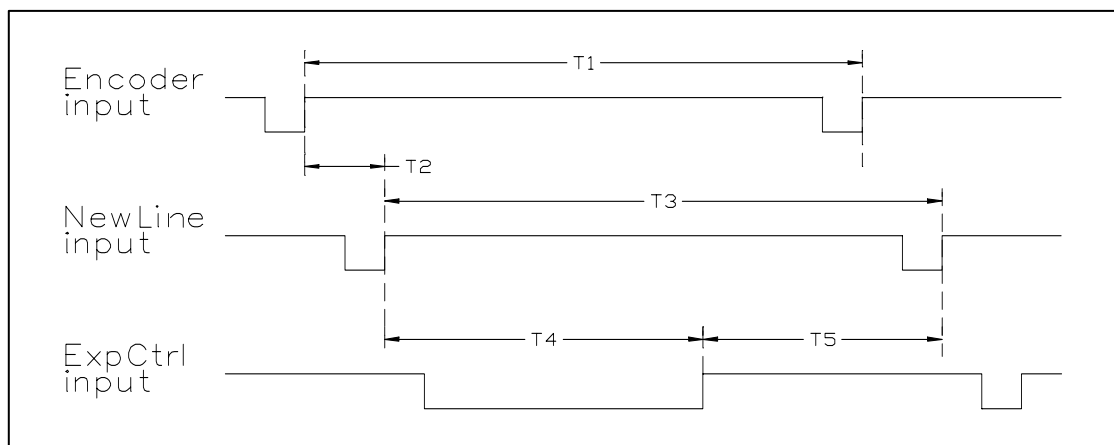 T1
Encoder
input
T2
T3
NewLine
input
T4
T5
ExpCtrl
input